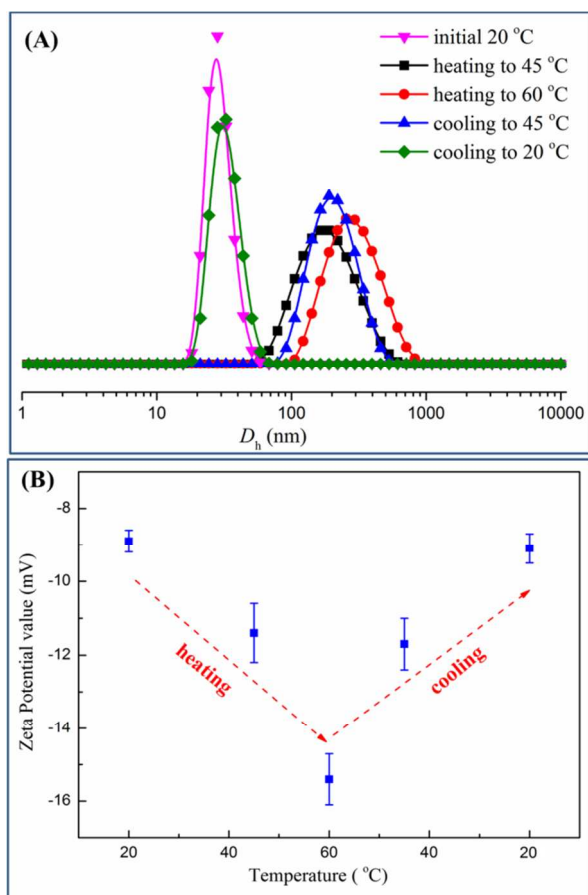 (A)
initial 20 °C
heating to 45 °C
heating to 60 °C
cooling to 45 °C
cooling to 20 °C
1 10 100 1000 10000
Dh (nm)
(B)
-8
-10
-12
-14
-16
Zeta Potential value (mV)
heating
cooling
20 40 60 40 20
Temperature ( °C)